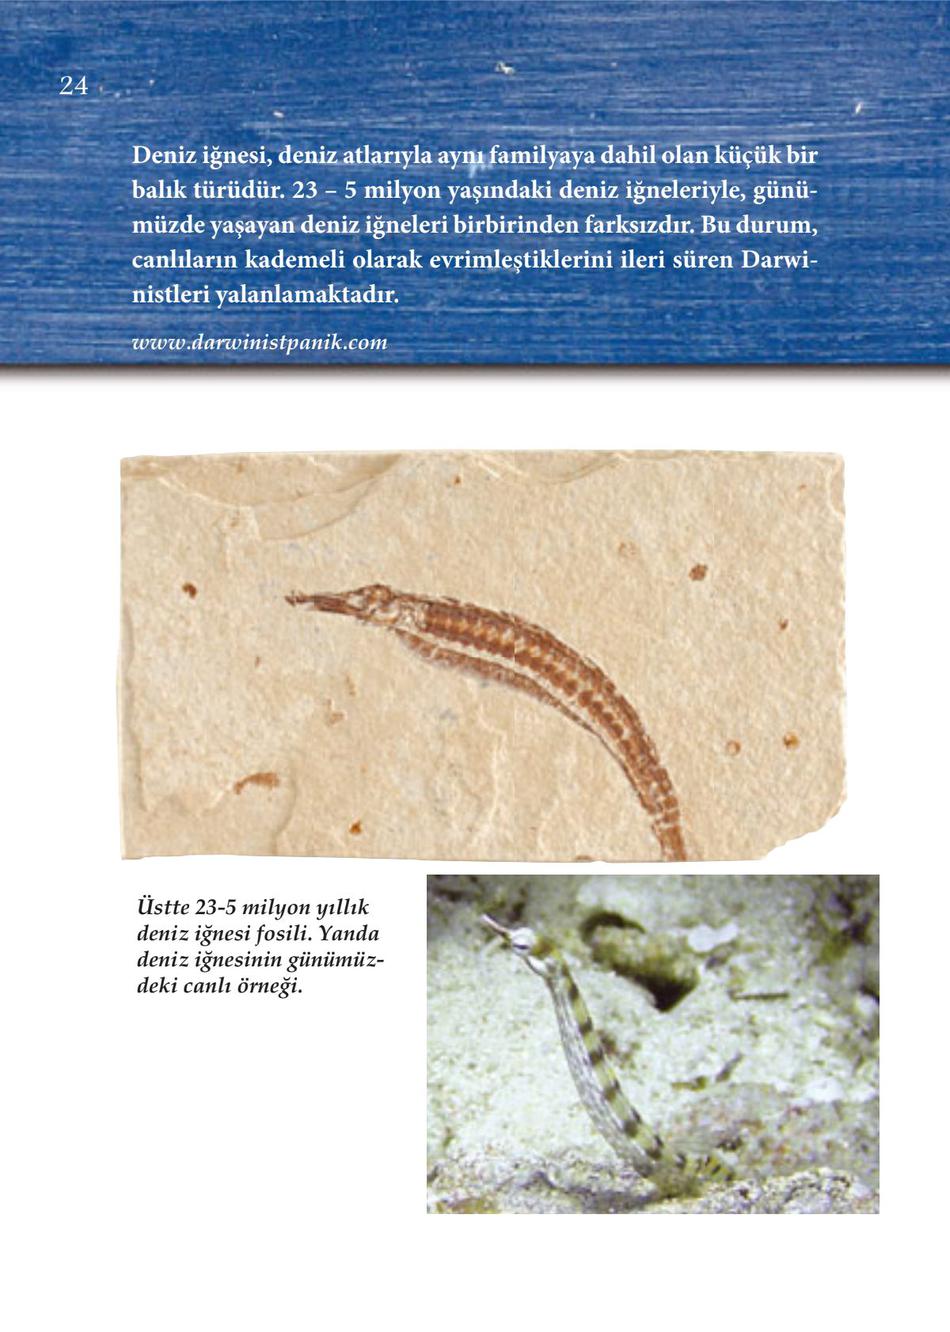 24
Deniz iğnesi, deniz atlarıyla aynı familyaya dahil olan küçük bir
balık türüdür. 23 – 5 milyon yaşındaki deniz iğneleriyle, günü-
müzde yaşayan deniz iğneleri birbirinden farksızdır. Bu durum,
canlıların kademeli olarak evrimleştiklerini ileri süren Darwi-
nistleri yalanlamaktadır.
www.darwinistpanik.com
Üstte 23-5 milyon yıllık
deniz iğnesi fosili. Yanda
deniz iğnesinin günümüz-
deki canlı örneği.